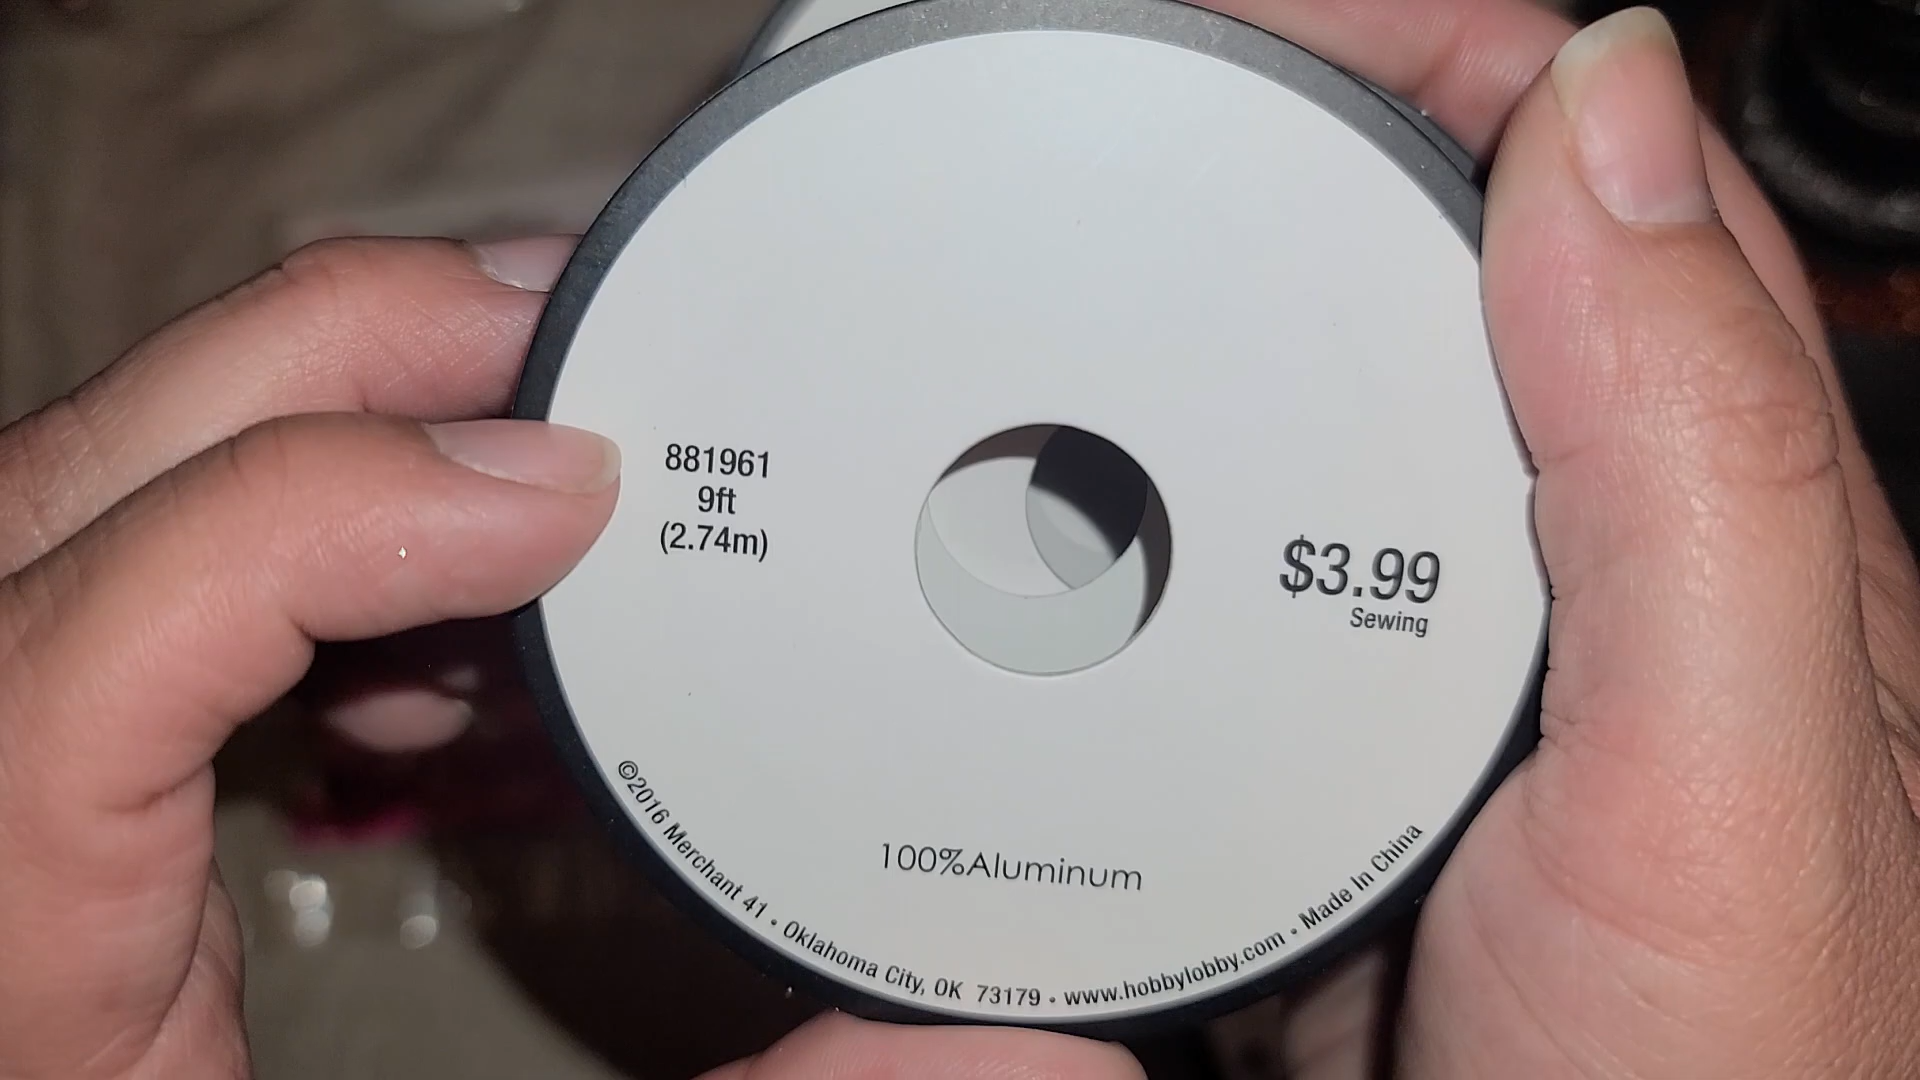 881961
9ft
(2.74m)
$3.99
Sewing
100%Aluminum
©2016 Merchant 41 • Oklahoma City, OK 73179 • www.hobbylobby.com • Made In China